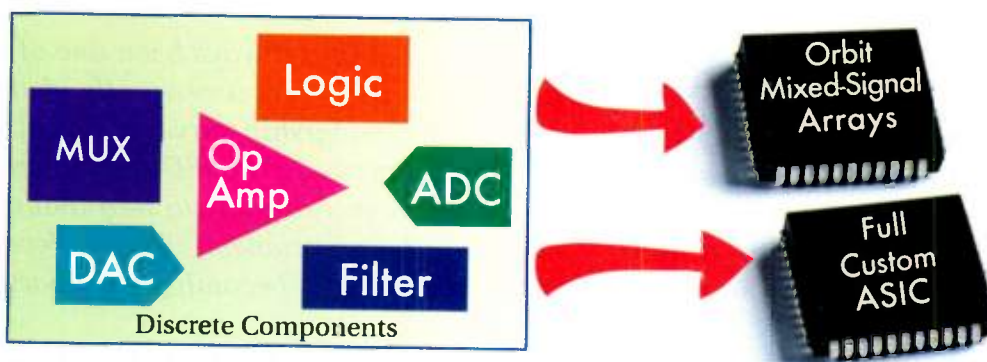 Logic
MUX
Op
Amp
ADC
DAC
Filter
Discrete Components
Orbit
Mixed-Signal
Arrays
Full
Custom
ASIC